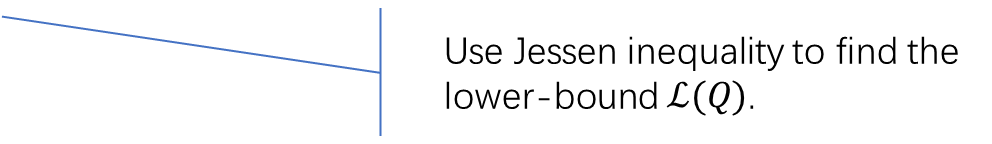 Use Jessen inequality to find the
lower-bound ℒ(Q).